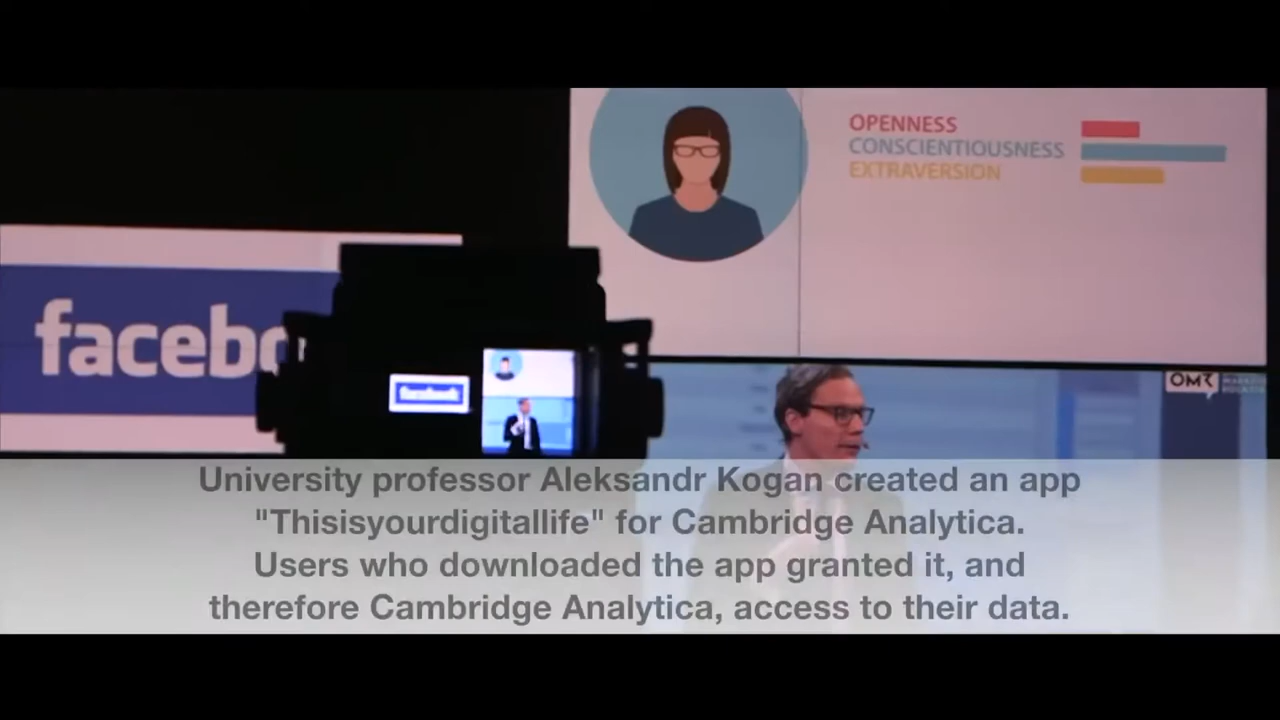 OPENNESS
CONSCIENTIOUSNESS
EXTRAVERSION
facebo
facebook
OMR
University professor Aleksandr Kogan created an app
"Thisisyourdigitallife" for Cambridge Analytica.
Users who downloaded the app granted it, and
therefore Cambridge Analytica, access to their data.